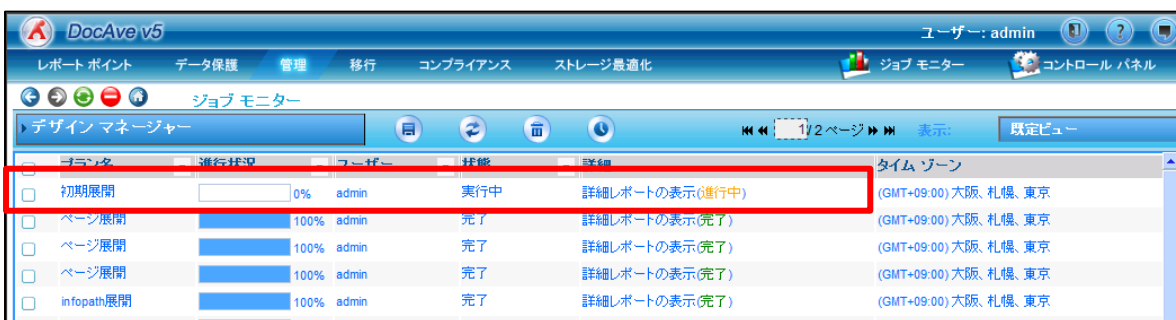 DocAve v5 ユーザー: admin ?
レポート ポイント データ保護 管理 移行 コンプライアンス ストレージ最適化 ジョブ モニター コントロール パネル
ジョブ モニター
デザイン マネージャー 1 / 2 ページ 表示: 既定ビュー
プラン名 進行状況 ユーザー 状態 詳細 タイム ゾーン
初期展開 0% admin 実行中 詳細レポートの表示(進行中) (GMT+09:00) 大阪、札幌、東京
ページ展開 100% admin 完了 詳細レポートの表示(完了) (GMT+09:00) 大阪、札幌、東京
ページ展開 100% admin 完了 詳細レポートの表示(完了) (GMT+09:00) 大阪、札幌、東京
ページ展開 100% admin 完了 詳細レポートの表示(完了) (GMT+09:00) 大阪、札幌、東京
infopath展開 100% admin 完了 詳細レポートの表示(完了) (GMT+09:00) 大阪、札幌、東京